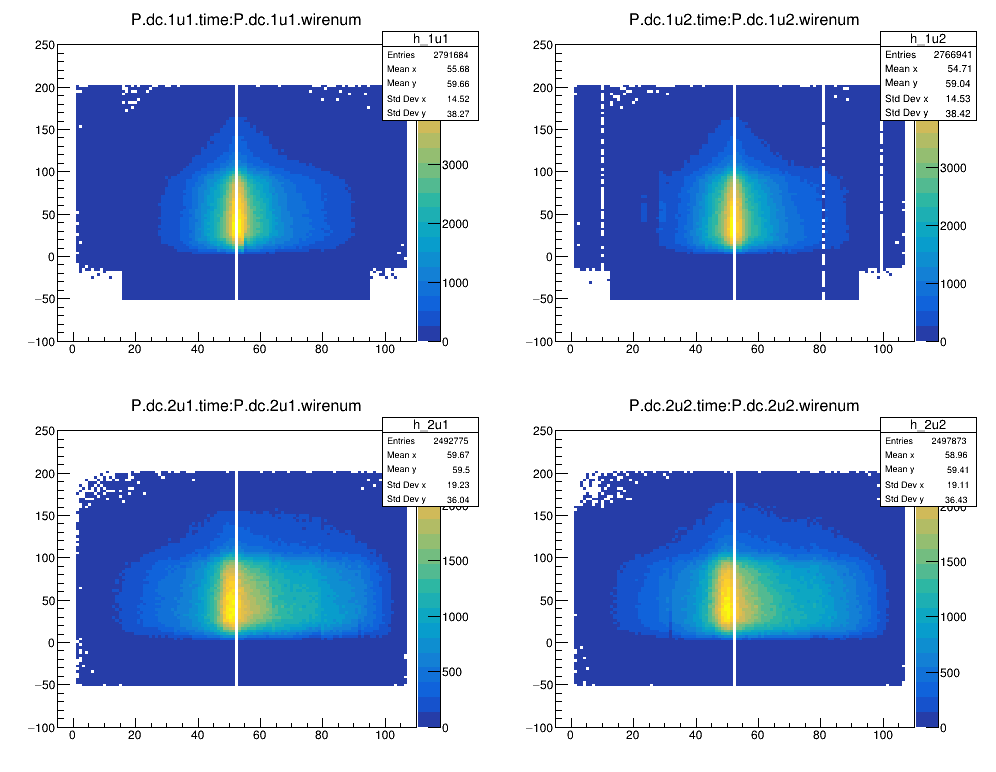 P.dc.1u1.time:P.dc.1u1.wirenum
h_1u1
Entries 2791684
Mean x 55.68
Mean y 59.66
Std Dev x 14.52
Std Dev y 38.27
250
200
150
100
50
0
−50
−100
0 20 40 60 80 100
3000
2000
1000
0
P.dc.1u2.time:P.dc.1u2.wirenum
h_1u2
Entries 2766941
Mean x 54.71
Mean y 59.04
Std Dev x 14.53
Std Dev y 38.42
250
200
150
100
50
0
−50
−100
0 20 40 60 80 100
3000
2000
1000
0
P.dc.2u1.time:P.dc.2u1.wirenum
h_2u1
Entries 2492775
Mean x 59.67
Mean y 59.5
Std Dev x 19.23
Std Dev y 36.04
250
200
150
100
50
0
−50
−100
0 20 40 60 80 100
2000
1500
1000
500
0
P.dc.2u2.time:P.dc.2u2.wirenum
h_2u2
Entries 2497873
Mean x 58.96
Mean y 59.41
Std Dev x 19.11
Std Dev y 36.43
250
200
150
100
50
0
−50
−100
0 20 40 60 80 100
2000
1500
1000
500
0